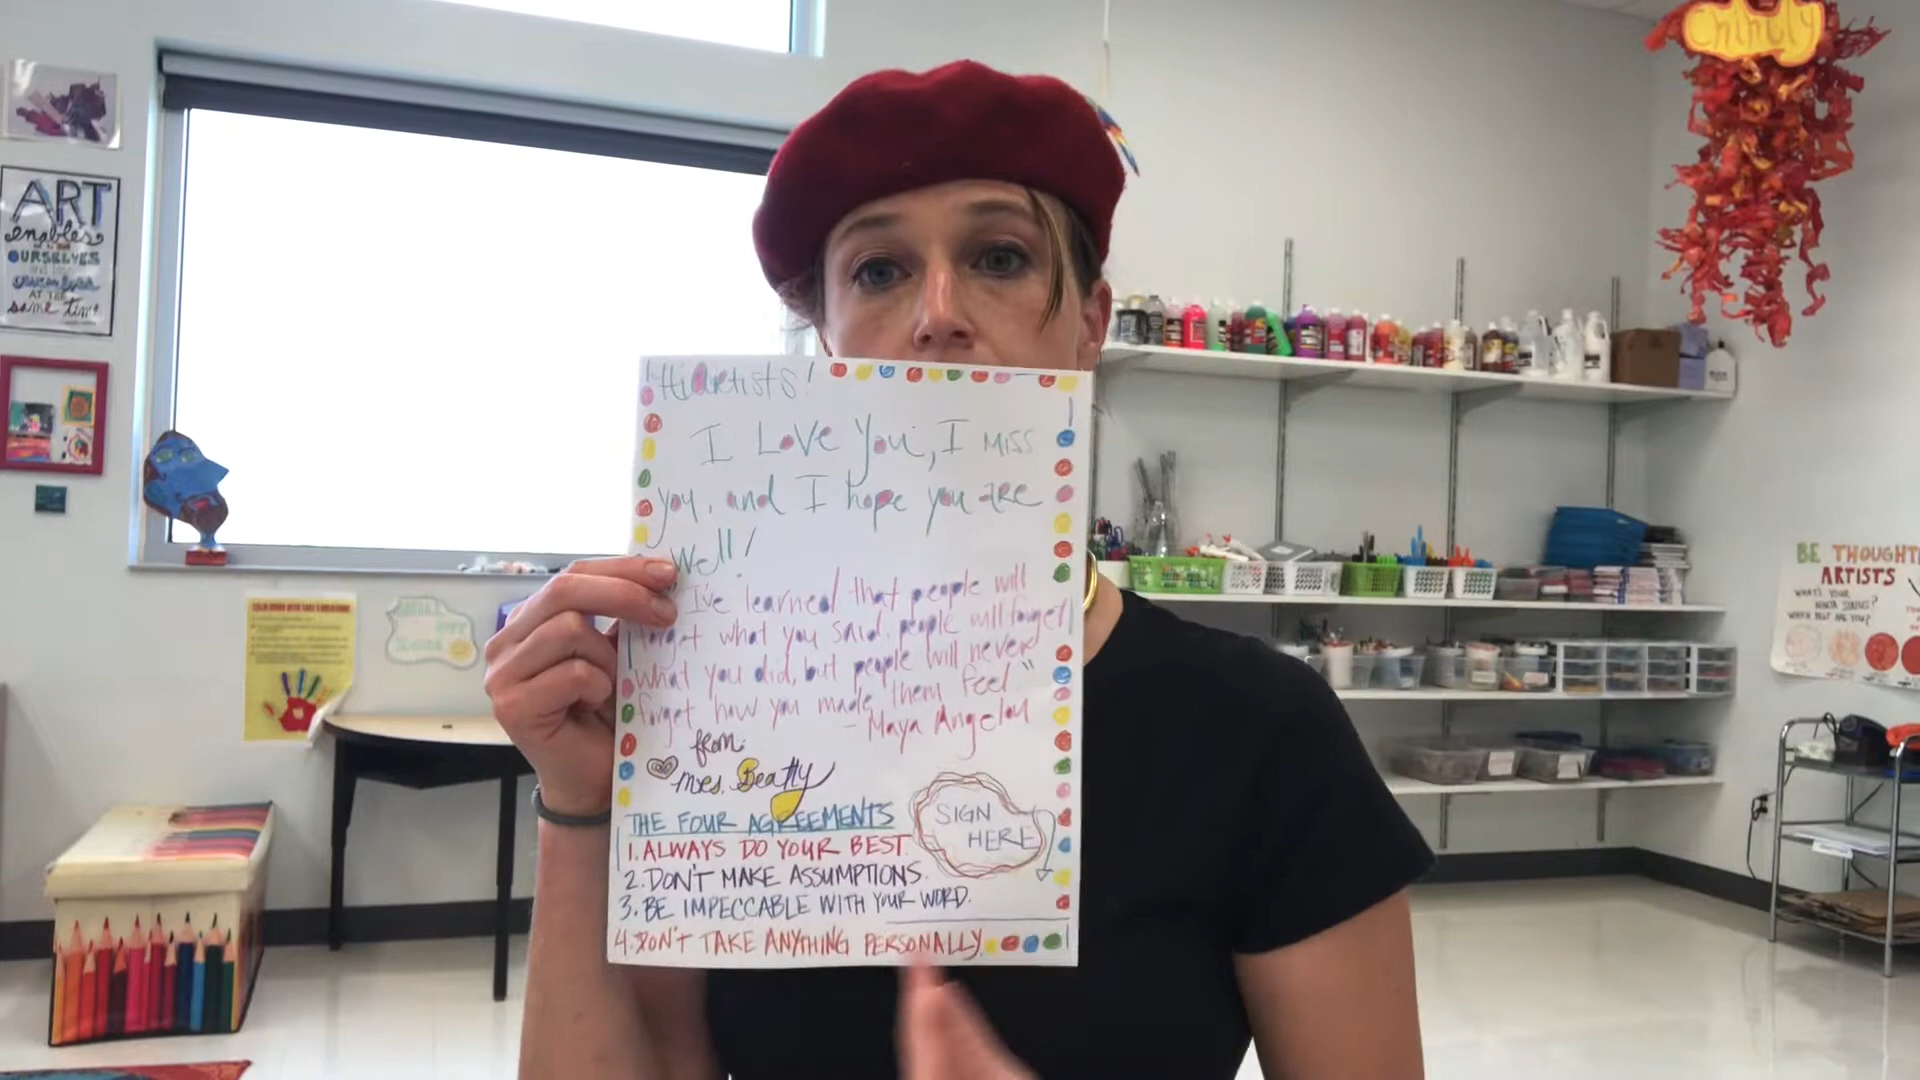 Hi Artists!
I Love You, I miss
you, and I hope you are
Well!
"I've learned that people will
forget what you said, people will forget
what you did, but people will never
forget how you made them feel"
- Maya Angelou
from:
Mrs. Beatty
THE FOUR AGREEMENTS
1. ALWAYS DO YOUR BEST.
2. DON'T MAKE ASSUMPTIONS.
3. BE IMPECCABLE WITH YOUR WORD.
4. DON'T TAKE ANYTHING PERSONALLY.
SIGN
HERE
ART
enables
OURSELVES
AT THE
same time
Chihuly
BE THOUGHT
ARTISTS
WHAT'S YOUR